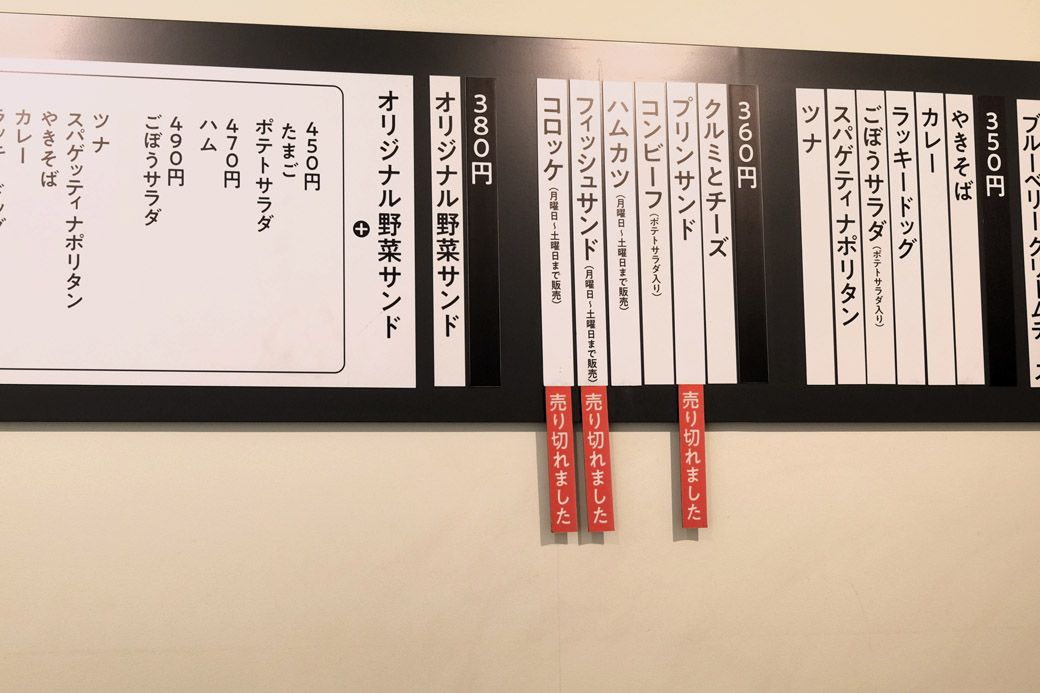 ブルーベリークリーム
350円
やきそば
カレー
ラッキードッグ
ごぼうサラダ(ポテトサラダ入り)
スパゲティナポリタン
ツナ
360円
クルミとチーズ
プリンサンド
売り切れました
コンビーフ(ポテトサラダ入り)
ハムカツ(月曜日～土曜日まで販売)
フィッシュサンド(月曜日～土曜日まで販売)
売り切れました
コロッケ(月曜日～土曜日まで販売)
売り切れました
380円
オリジナル野菜サンド
オリジナル野菜サンド
+
450円
たまご
ポテトサラダ
470円
ハム
490円
ごぼうサラダ
ツナ
スパゲッティナポリタン
やきそば
カレー